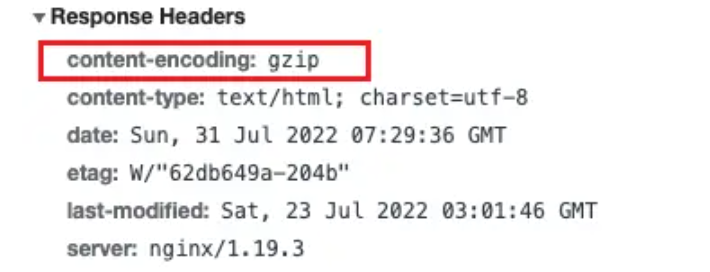 Response Headers
content-encoding: gzip
content-type: text/html; charset=utf-8
date: Sun, 31 Jul 2022 07:29:36 GMT
etag: W/"62db649a-204b"
last-modified: Sat, 23 Jul 2022 03:01:46 GMT
server: nginx/1.19.3